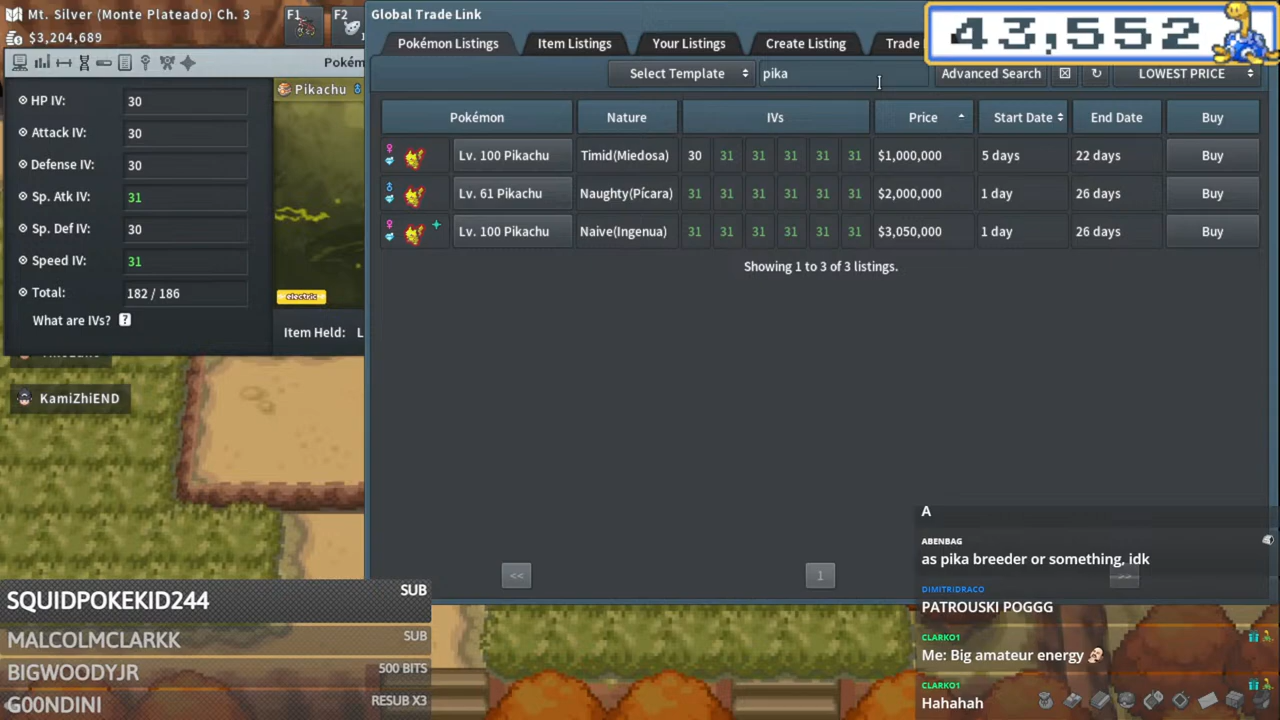 Mt. Silver (Monte Plateado) Ch. 3
$3,204,689
F1
F2
Global Trade Link
43,552
Pokémon Listings
Item Listings
Your Listings
Create Listing
Trade
Select Template
pika
Advanced Search
LOWEST PRICE
Pokém
Pikachu
HP IV: 30
Attack IV: 30
Defense IV: 30
Sp. Atk IV: 31
Sp. Def IV: 30
Speed IV: 31
Total: 182 / 186
What are IVs? ?
electric
Item Held: L
Pokémon Nature IVs Price Start Date End Date Buy
Lv. 100 Pikachu Timid(Miedosa) 30 31 31 31 31 31 $1,000,000 5 days 22 days Buy
Lv. 61 Pikachu Naughty(Pícara) 31 31 31 31 31 31 $2,000,000 1 day 26 days Buy
Lv. 100 Pikachu Naive(Ingenua) 31 31 31 31 31 31 $3,050,000 1 day 26 days Buy
Showing 1 to 3 of 3 listings.
<<
1
>>
KamiZhiEND
SQUIDPOKEKID244 SUB
MALCOLMCLARKK SUB
BIGWOODYJR 500 BITS
G00NDINI RESUB X3
A
ABENBAG
as pika breeder or something, idk
DIMITRIDRACO
PATROUSKI POGGG
CLARKO1
Me: Big amateur energy
CLARKO1
Hahahah